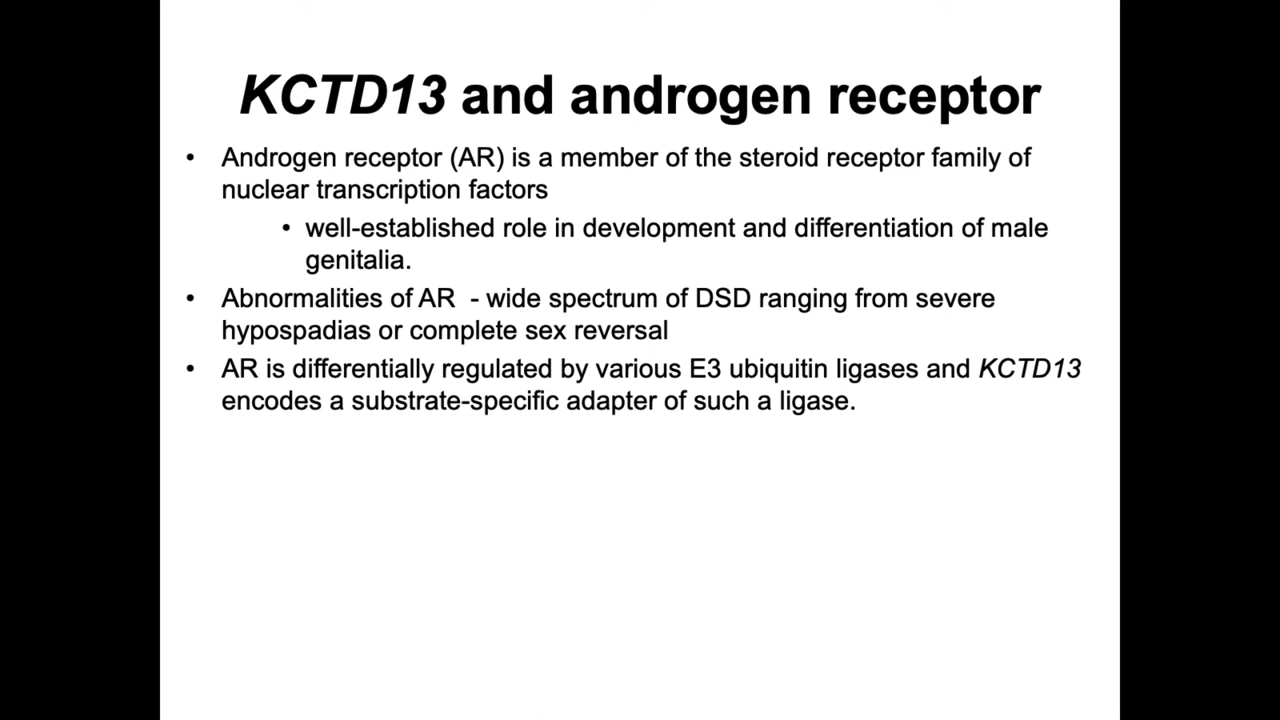 KCTD13 and androgen receptor
• Androgen receptor (AR) is a member of the steroid receptor family of
nuclear transcription factors
• well-established role in development and differentiation of male
genitalia.
• Abnormalities of AR - wide spectrum of DSD ranging from severe
hypospadias or complete sex reversal
• AR is differentially regulated by various E3 ubiquitin ligases and KCTD13
encodes a substrate-specific adapter of such a ligase.